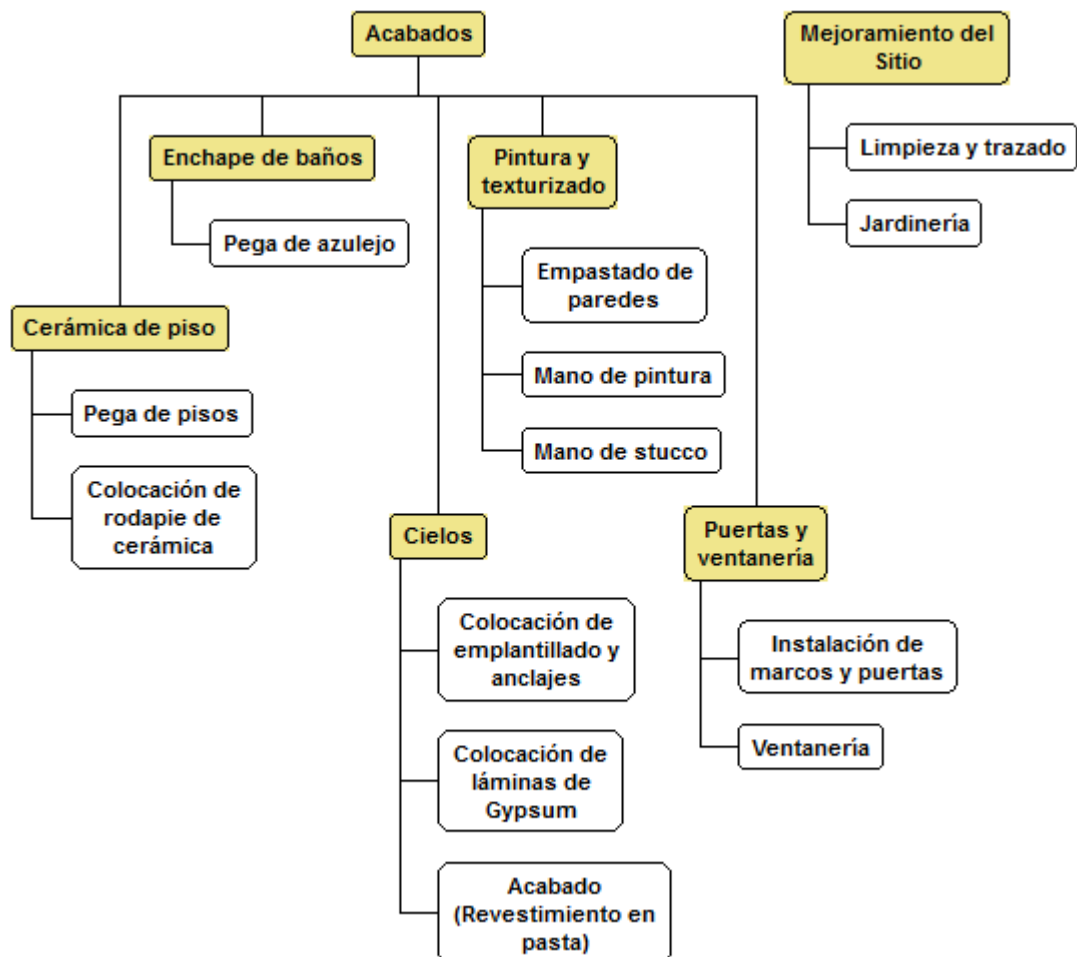 Acabados
Mejoramiento del
Sitio
Enchape de baños
Pega de azulejo
Pintura y
texturizado
Limpieza y trazado
Jardinería
Empastado de
paredes
Mano de pintura
Mano de stucco
Cerámica de piso
Pega de pisos
Colocación de
rodapie de
cerámica
Cielos
Colocación de
emplantillado y
anclajes
Colocación de
láminas de
Gypsum
Acabado
(Revestimiento en
pasta)
Puertas y
ventanería
Instalación de
marcos y puertas
Ventanería